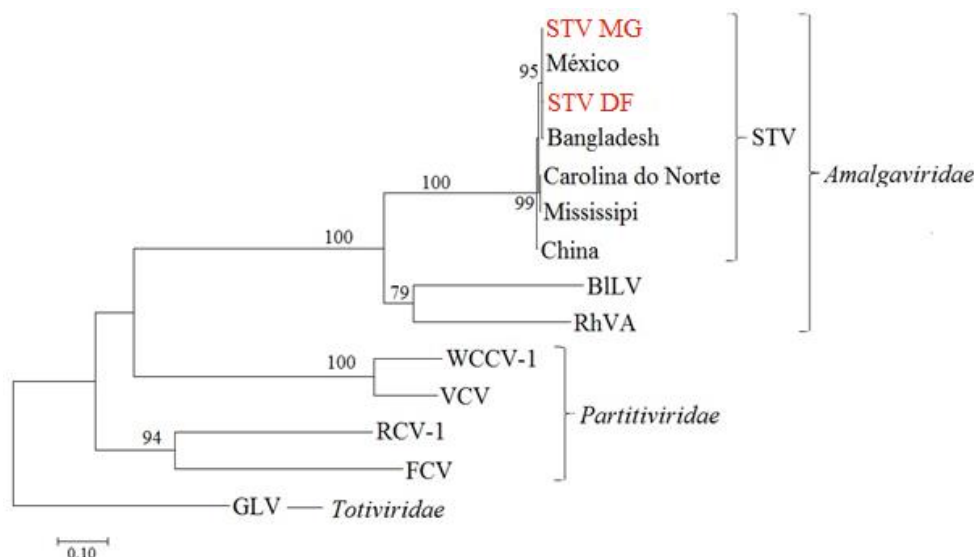 STV MG
95
México
STV DF
Bangladesh
STV
100
Carolina do Norte
Amalgaviridae
99
Mississipi
100
China
79
BlLV
RhVA
100
WCCV-1
VCV
Partitiviridae
94
RCV-1
FCV
GLV
Totiviridae
0.10